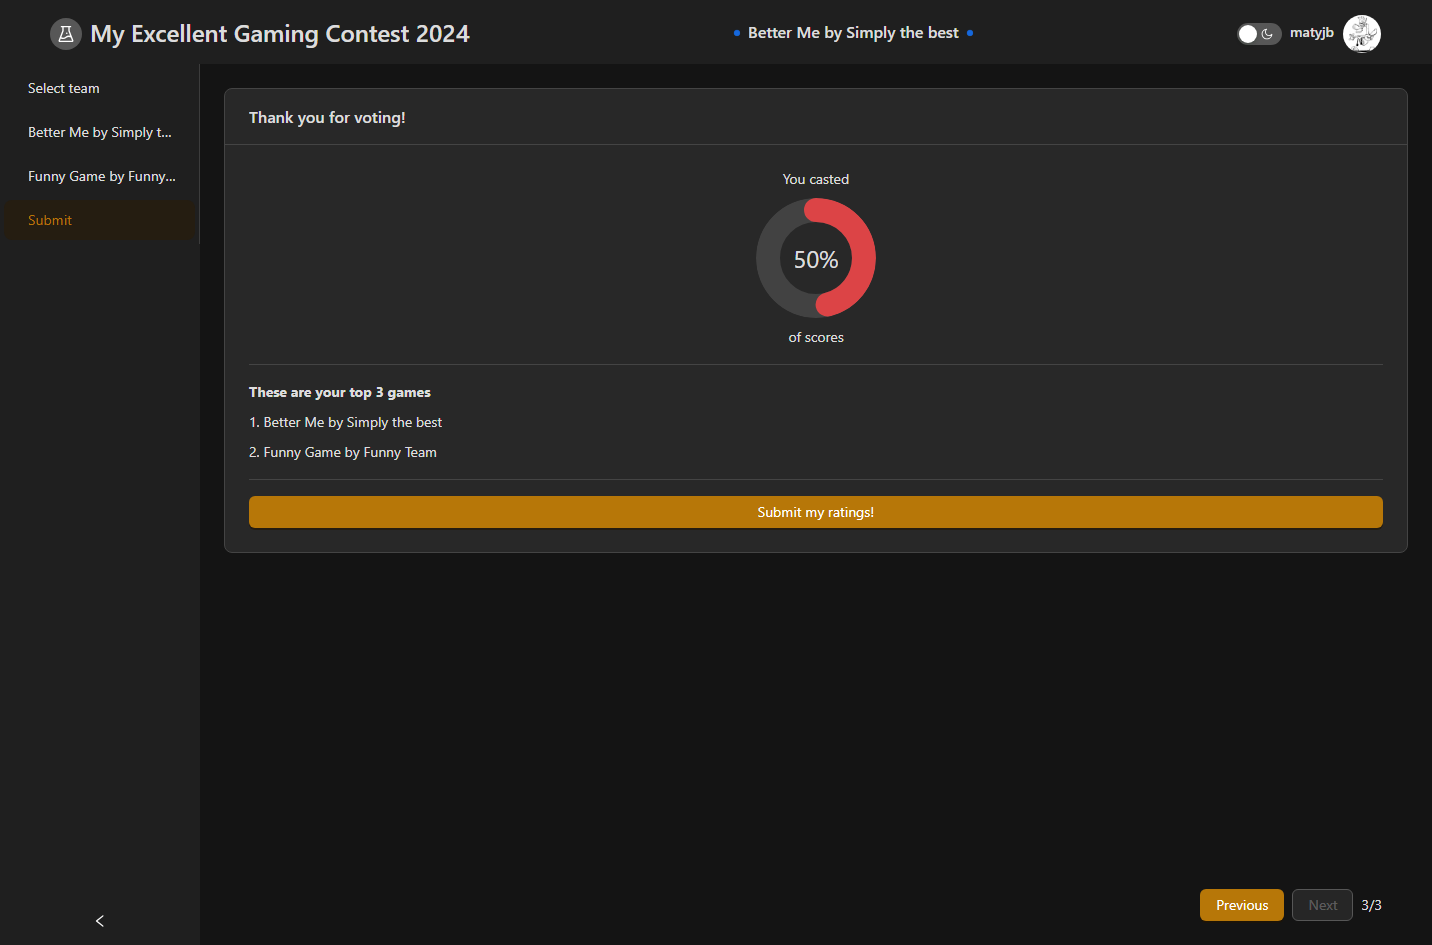 My Excellent Gaming Contest 2024
Better Me by Simply the best
matyjb
Select team
Better Me by Simply t...
Funny Game by Funny...
Submit
Thank you for voting!
You casted
50%
of scores
These are your top 3 games
1. Better Me by Simply the best
2. Funny Game by Funny Team
Submit my ratings!
Previous
Next
3/3